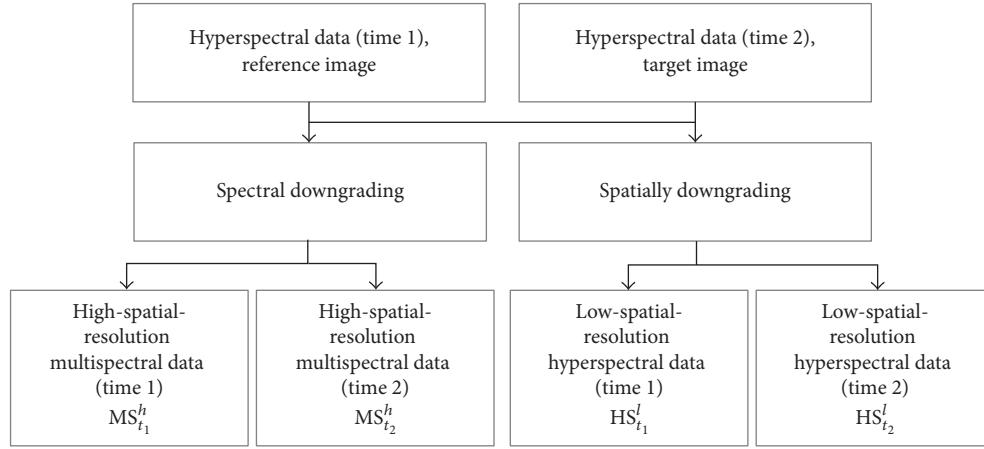 Hyperspectral data (time 1),
reference image
Hyperspectral data (time 2),
target image
Spectral downgrading
Spatially downgrading
High-spatial-
resolution
multispectral data
(time 1)
MS^h_{t_1}
High-spatial-
resolution
multispectral data
(time 2)
MS^h_{t_2}
Low-spatial-
resolution
hyperspectral data
(time 1)
HS^l_{t_1}
Low-spatial-
resolution
hyperspectral data
(time 2)
HS^l_{t_2}